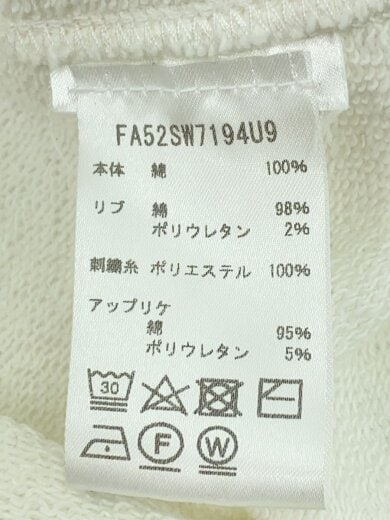 FA52SW7194U9
本体 綿 100%
リブ 綿 98%
ポリウレタン 2%
刺繍糸 ポリエステル 100%
アップリケ
綿 95%
ポリウレタン 5%
30
F W